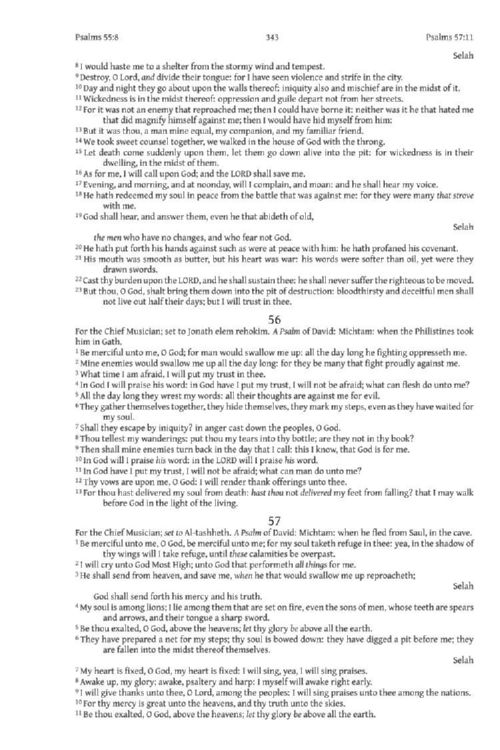 Psalms 55:8 343 Psalms 57:11
Selah
8 I would haste me to a shelter from the stormy wind and tempest.
9 Destroy, O Lord, and divide their tongue: for I have seen violence and strife in the city.
10 Day and night they go about upon the walls thereof: iniquity also and mischief are in the midst of it.
11 Wickedness is in the midst thereof: oppression and guile depart not from her streets.
12 For it was not an enemy that reproached me; then I could have borne it: neither was it he that hated me
that did magnify himself against me; then I would have hid myself from him:
13 But it was thou, a man mine equal, my companion, and my familiar friend.
14 We took sweet counsel together, we walked in the house of God with the throng.
15 Let death come suddenly upon them, let them go down alive into the pit: for wickedness is in their
dwelling, in the midst of them.
16 As for me, I will call upon God; and the LORD shall save me.
17 Evening, and morning, and at noonday, will I complain, and moan: and he shall hear my voice.
18 He hath redeemed my soul in peace from the battle that was against me: for they were many that strove
with me.
19 God shall hear, and answer them, even he that abideth of old,
Selah
the men who have no changes, and who fear not God.
20 He hath put forth his hands against such as were at peace with him: he hath profaned his covenant.
21 His mouth was smooth as butter, but his heart was war: his words were softer than oil, yet were they
drawn swords.
22 Cast thy burden upon the LORD, and he shall sustain thee: he shall never suffer the righteous to be moved.
23 But thou, O God, shalt bring them down into the pit of destruction: bloodthirsty and deceitful men shall
not live out half their days; but I will trust in thee.
56
For the Chief Musician; set to Jonath elem rehokim. A Psalm of David: Michtam: when the Philistines took
him in Gath.
1 Be merciful unto me, O God; for man would swallow me up: all the day long he fighting oppresseth me.
2 Mine enemies would swallow me up all the day long: for they be many that fight proudly against me.
3 What time I am afraid, I will put my trust in thee.
4 In God I will praise his word: in God have I put my trust, I will not be afraid; what can flesh do unto me?
5 All the day long they wrest my words: all their thoughts are against me for evil.
6 They gather themselves together, they hide themselves, they mark my steps, even as they have waited for
my soul.
7 Shall they escape by iniquity? in anger cast down the peoples, O God.
8 Thou tellest my wanderings: put thou my tears into thy bottle; are they not in thy book?
9 Then shall mine enemies turn back in the day that I call: this I know, that God is for me.
10 In God will I praise his word: in the LORD will I praise his word.
11 In God have I put my trust, I will not be afraid; what can man do unto me?
12 Thy vows are upon me, O God: I will render thank offerings unto thee.
13 For thou hast delivered my soul from death: hast thou not delivered my feet from falling? that I may walk
before God in the light of the living.
57
For the Chief Musician; set to Al-tashheth. A Psalm of David: Michtam: when he fled from Saul, in the cave.
1 Be merciful unto me, O God, be merciful unto me; for my soul taketh refuge in thee: yea, in the shadow of
thy wings will I take refuge, until these calamities be overpast.
2 I will cry unto God Most High; unto God that performeth all things for me.
3 He shall send from heaven, and save me, when he that would swallow me up reproacheth;
Selah
God shall send forth his mercy and his truth.
4 My soul is among lions; I lie among them that are set on fire, even the sons of men, whose teeth are spears
and arrows, and their tongue a sharp sword.
5 Be thou exalted, O God, above the heavens; let thy glory be above all the earth.
6 They have prepared a net for my steps; my soul is bowed down: they have digged a pit before me; they
are fallen into the midst thereof themselves.
Selah
7 My heart is fixed, O God, my heart is fixed: I will sing, yea, I will sing praises.
8 Awake up, my glory; awake, psaltery and harp: I myself will awake right early.
9 I will give thanks unto thee, O Lord, among the peoples: I will sing praises unto thee among the nations.
10 For thy mercy is great unto the heavens, and thy truth unto the skies.
11 Be thou exalted, O God, above the heavens; let thy glory be above all the earth.